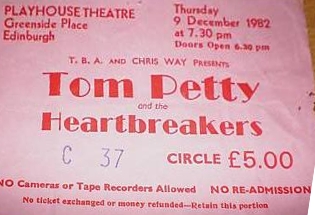 PLAYHOUSE THEATRE
Greenside Place
Edinburgh
Thursday
9 December 1982
at 7.30 pm
Doors Open 6.30 pm
T. B. A. AND CHRIS WAY PRESENTS
Tom Petty
and the
Heartbreakers
C 37 CIRCLE £5.00
NO Cameras or Tape Recorders Allowed NO RE-ADMISSION
No ticket exchanged or money refunded—Retain this portion